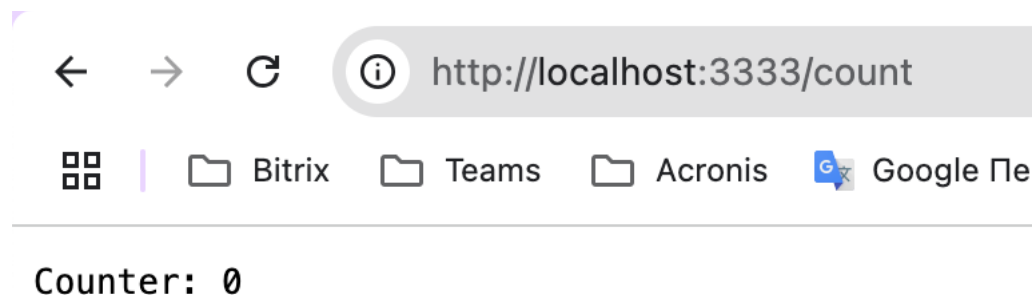 http://localhost:3333/count
Bitrix Teams Acronis Google Пе
Counter: 0